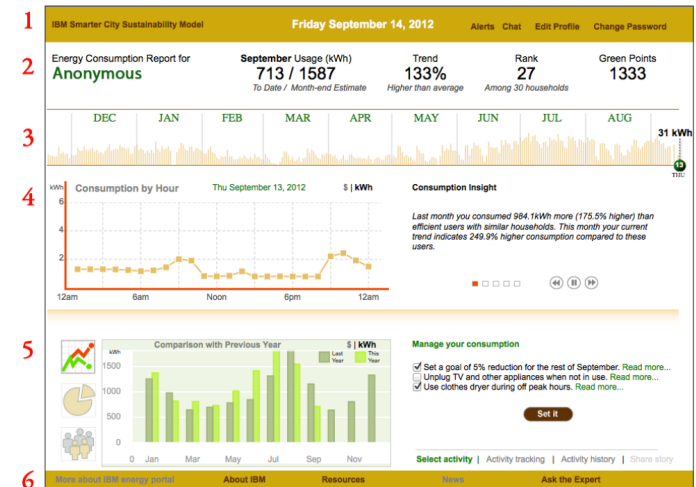 1
IBM Smarter City Sustainability Model
Friday September 14, 2012
Alerts Chat Edit Profile Change Password
2
Energy Consumption Report for
Anonymous
September Usage (kWh)
713 / 1587
To Date / Month-end Estimate
Trend
133%
Higher than average
Rank
27
Among 30 households
Green Points
1333
3
DEC JAN FEB MAR APR MAY JUN JUL AUG
31 kWh
13
THU
4
kWh
Consumption by Hour
Thu September 13, 2012
$ | kWh
6
4
2
12am 6am Noon 6pm 12am
Consumption Insight
Last month you consumed 984.1kWh more (175.5% higher) than
efficient users with similar households. This month your current
trend indicates 249.9% higher consumption compared to these
users.
5
Comparison with Previous Year
$ | kWh
kWh
Last Year
This Year
1500
1000
500
0
0 Jan Mar May Jul Sep Nov
Manage your consumption
Set a goal of 5% reduction for the rest of September. Read more...
Unplug TV and other appliances when not in use. Read more...
Use clothes dryer during off peak hours. Read more...
Set it
Select activity | Activity tracking | Activity history | Share story
6
More about IBM energy portal
About IBM
Resources
News
Ask the Expert